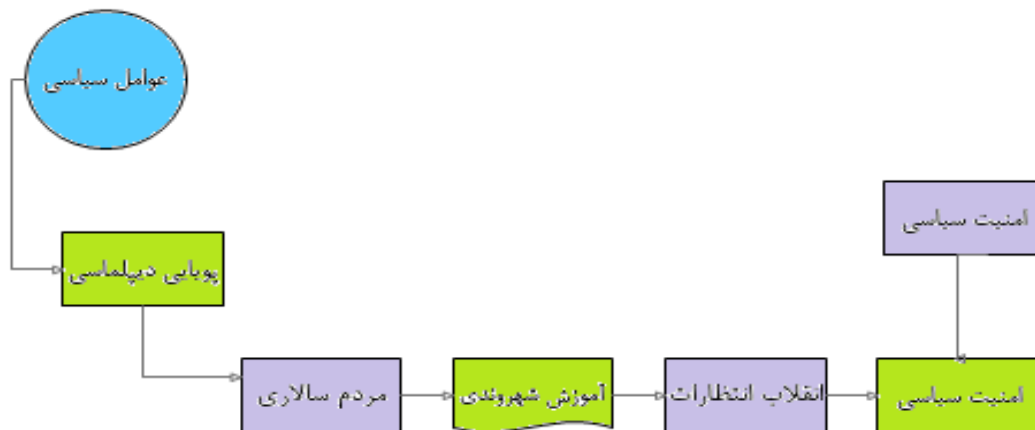 عوامل سیاسی
امنیت سیاسی
پویایی دیپلماسی
مردم سالاری
آموزش شهروندی
انقلاب انتظارات
امنیت سیاسی